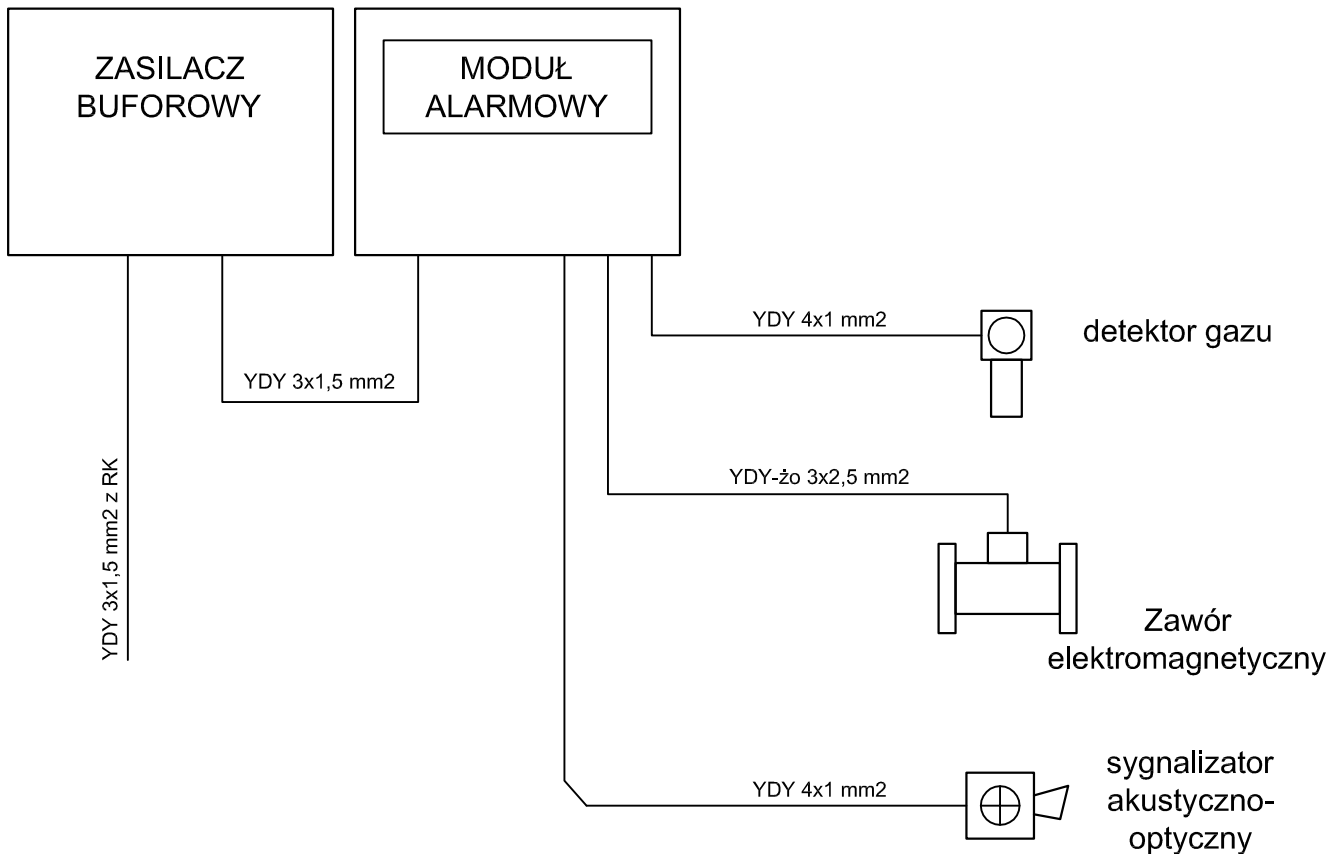 ZASILACZ
BUFOROWY
MODUŁ
ALARMOWY
YDY 4x1 mm2
detektor gazu
YDY 3x1,5 mm2
YDY 3x1,5 mm2 z RK
YDY-żo 3x2,5 mm2
Zawór
elektromagnetyczny
YDY 4x1 mm2
sygnalizator
akustyczno-
optyczny